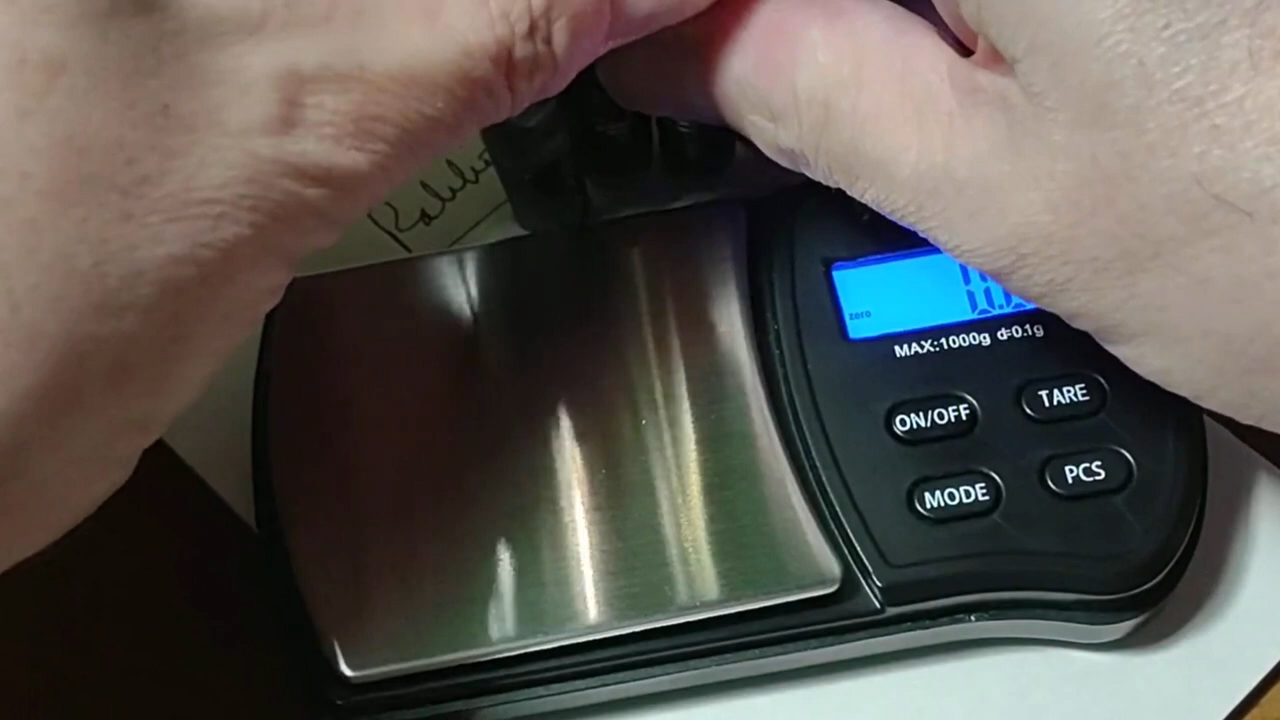 zero
MAX:1000g d=0.1g
ON/OFF
TARE
MODE
PCS